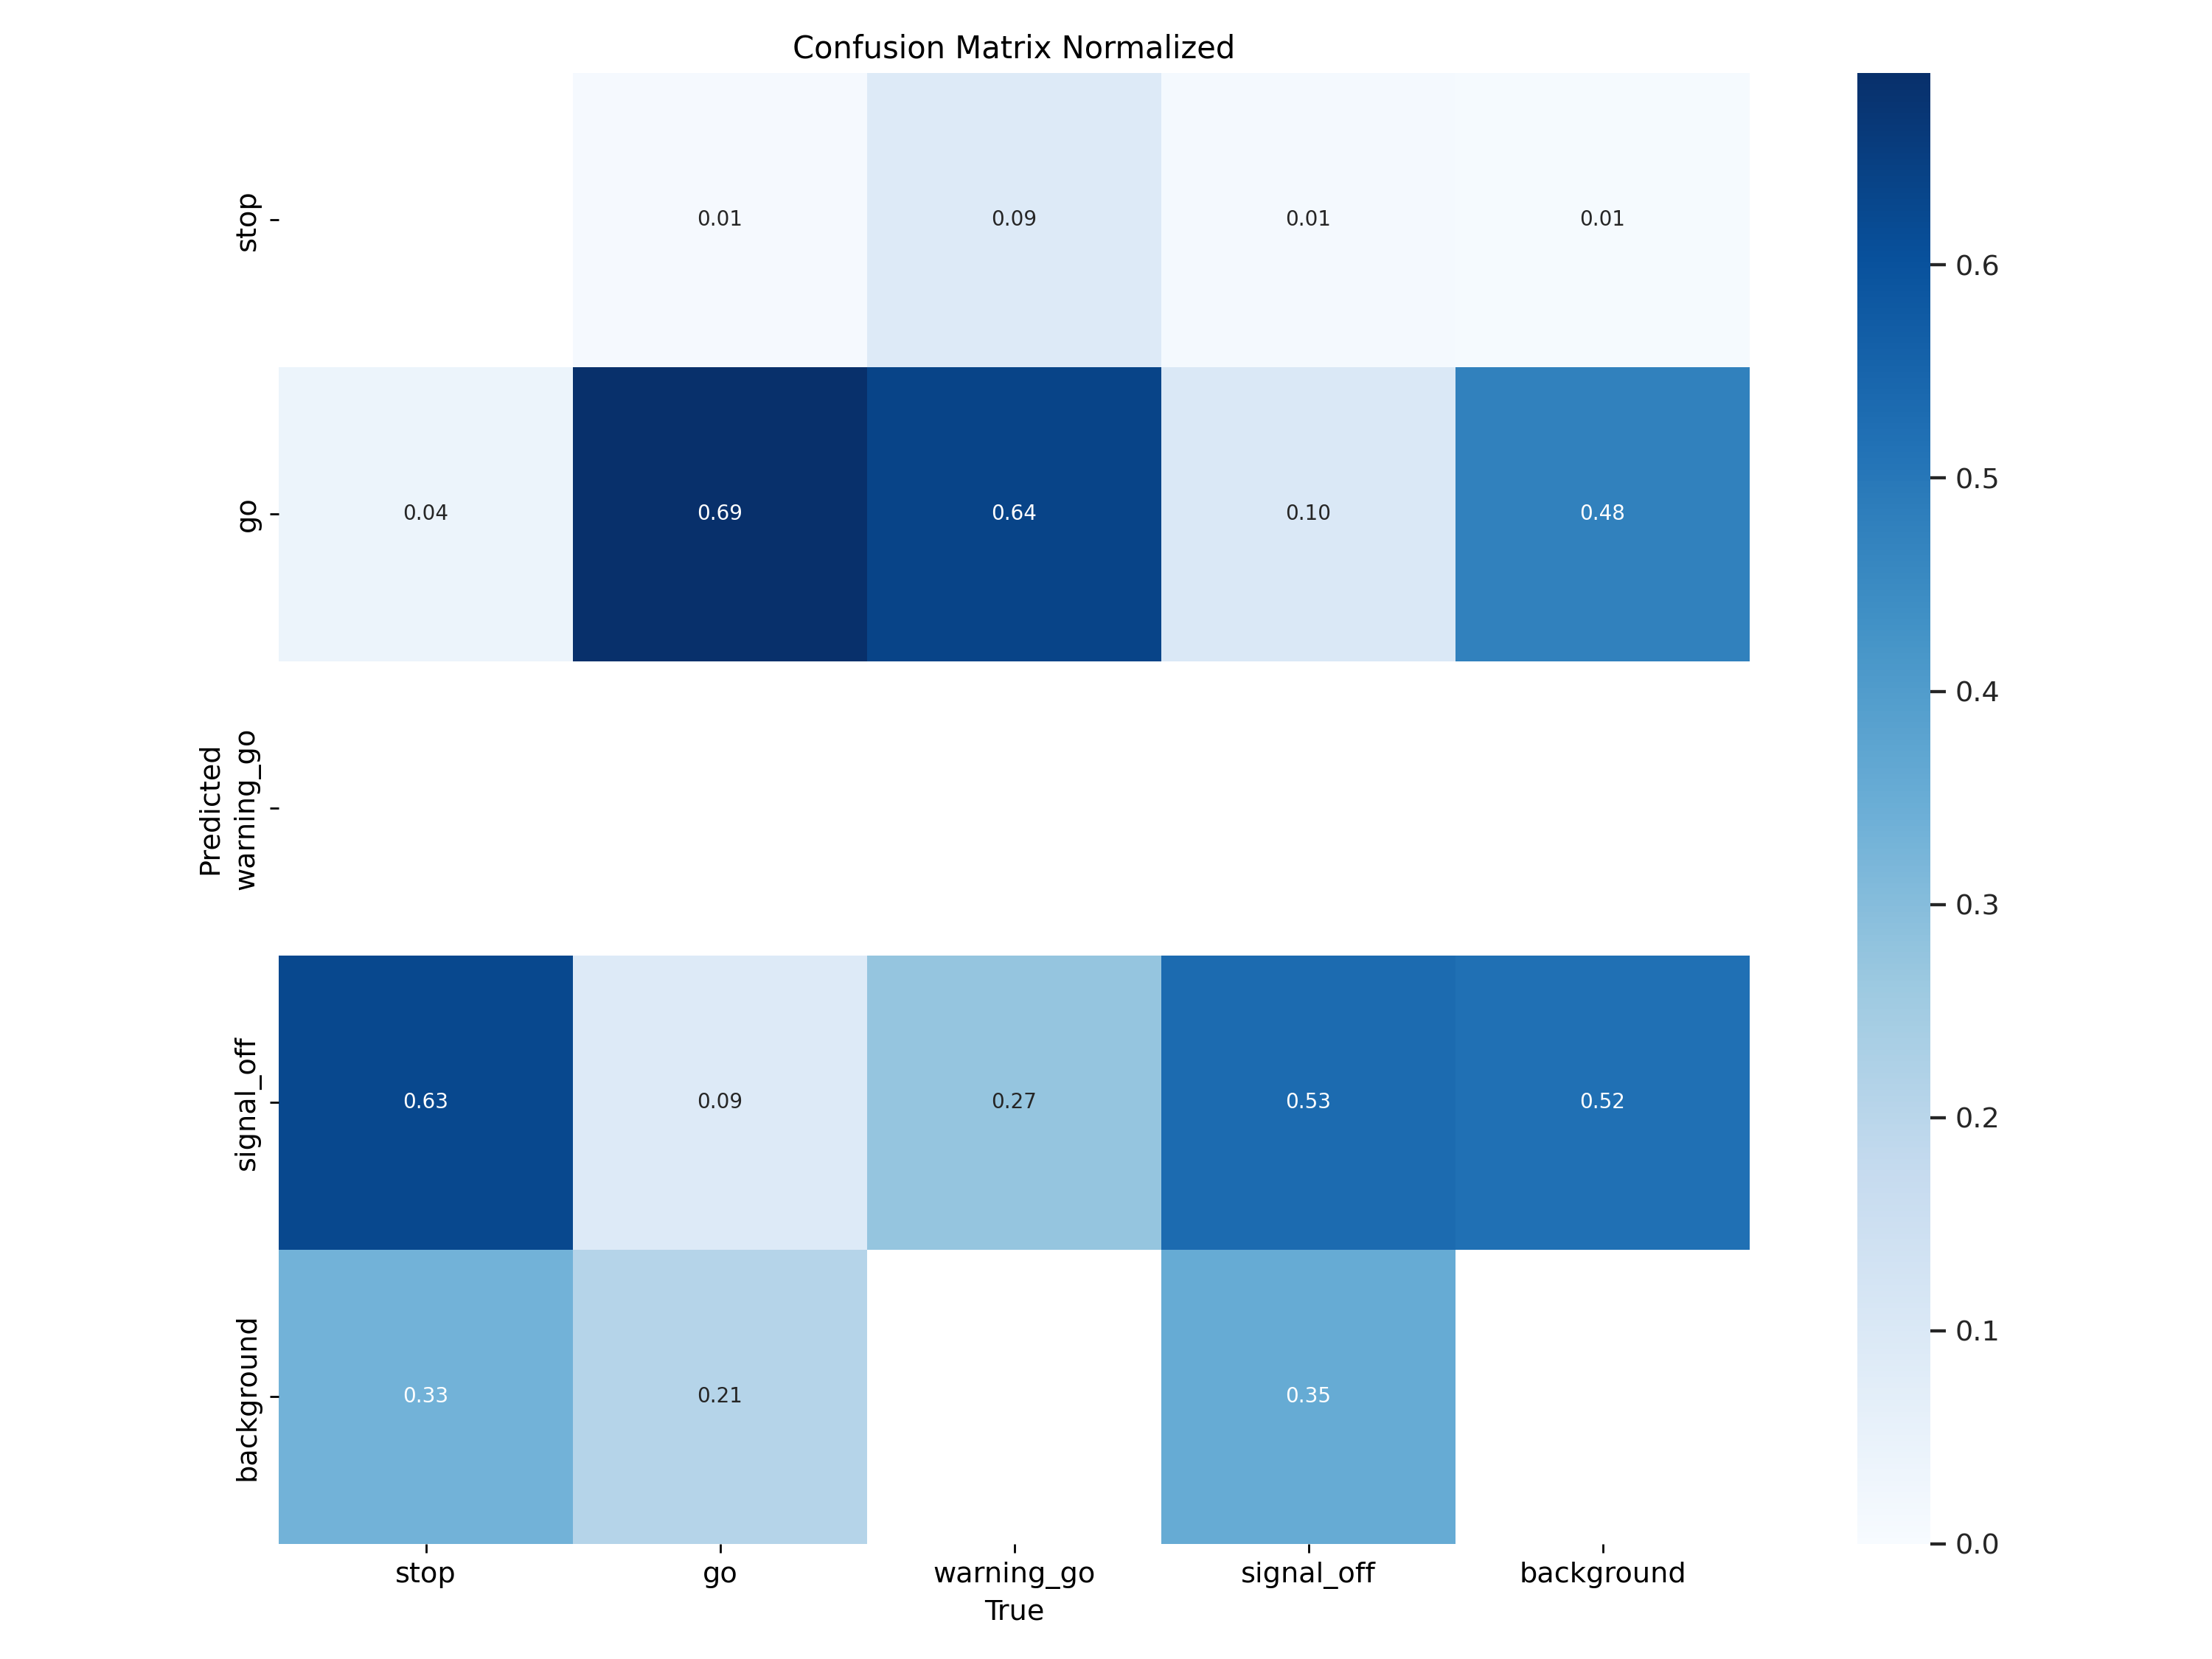 Confusion Matrix Normalized
stop
0.01
0.09
0.01
0.01
go
0.04
0.69
0.64
0.10
0.48
Predicted
warning_go
signal_off
0.63
0.09
0.27
0.53
0.52
background
0.33
0.21
0.35
stop
go
warning_go
signal_off
background
True
0.6
0.5
0.4
0.3
0.2
0.1
0.0